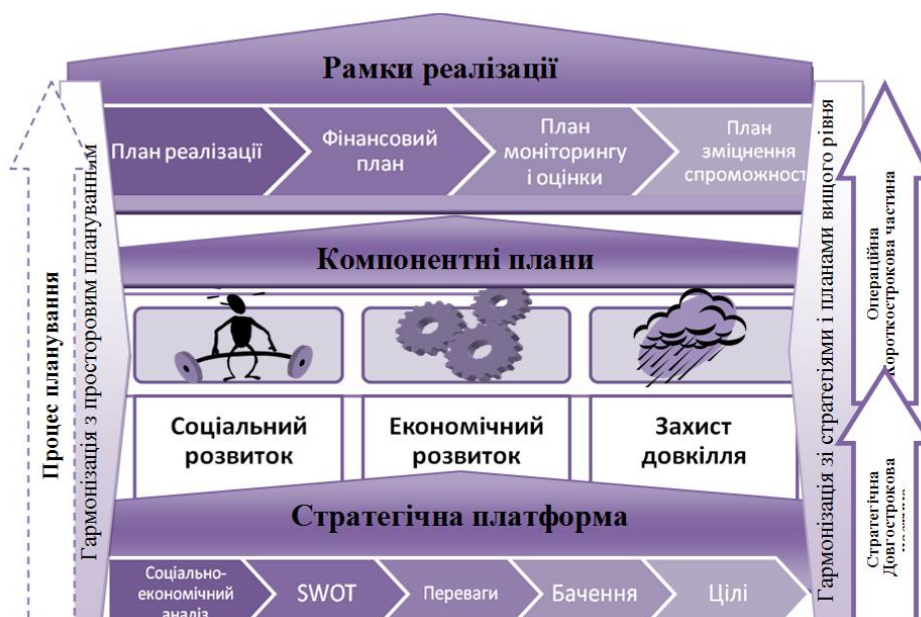 Рамки реалізації
План реалізації
Фінансовий
план
План
моніторингу
і оцінки
План
зміцнення
спроможност
Компонентні плани
Соціальний
розвиток
Економічний
розвиток
Захист
довкілля
Стратегічна платформа
Соціально-
економічний
аналіз
SWOT
Переваги
Бачення
Цілі
Процес планування
Гармонізація з просторовим плануванням
Гармонізація зі стратегіями і планами вищого рівня
Операційна
короткострокова частина
Стратегічна
Довгострокова